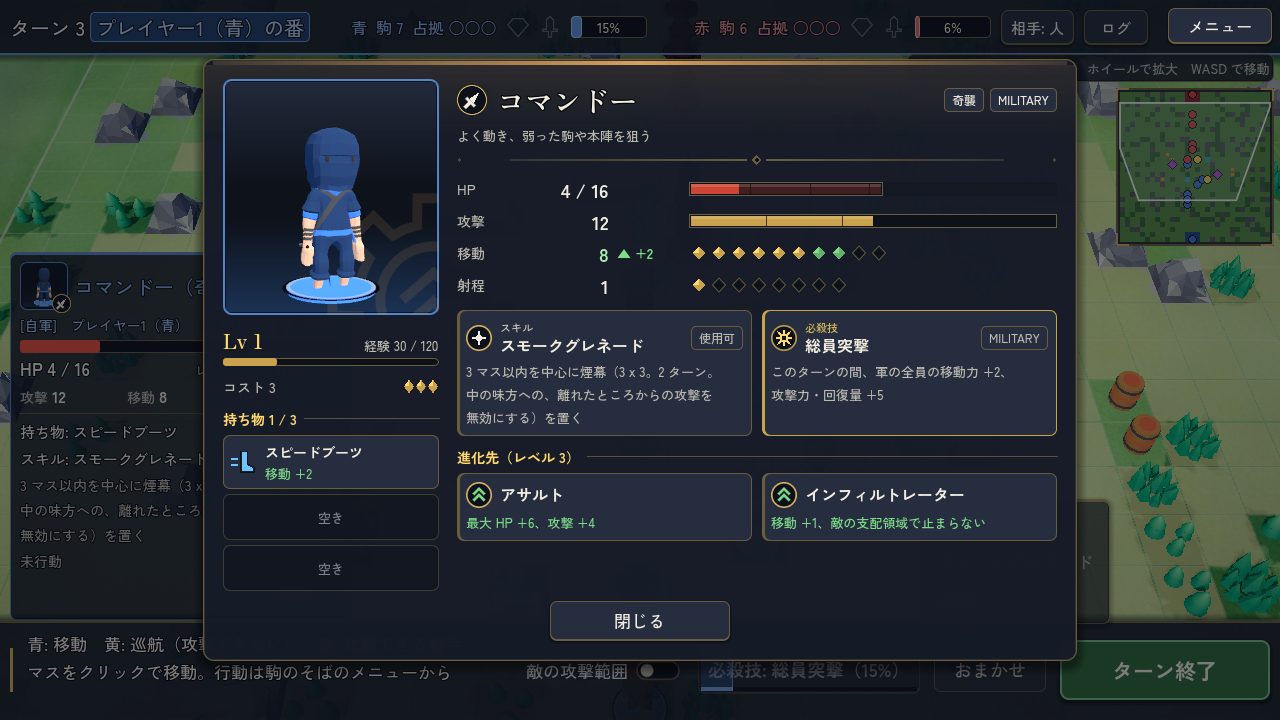 ターン 3 プレイヤー1（青）の番
青 駒 7 占拠 〇〇〇
15%
赤 駒 6 占拠 〇〇〇
6%
相手: 人
ログ
メニュー
ホイールで拡大 WASD で移動
コマンドー
奇襲
MILITARY
よく動き、弱った駒や本陣を狙う
HP 4 / 16
攻撃 12
移動 8 ▲ +2
射程 1
Lv 1
経験 30 / 120
コスト 3
持ち物 1 / 3
スピードブーツ
移動 +2
空き
空き
スキル
スモークグレネード
使用可
3 マス以内を中心に煙幕（3 x 3。2 ターン。
中の味方への、離れたところからの攻撃を
無効にする）を置く
必殺技
総員突撃
MILITARY
このターンの間、軍の全員の移動力 +2、
攻撃力・回復量 +5
進化先（レベル 3）
アサルト
最大 HP +6、攻撃 +4
インフィルトレーター
移動 +1、敵の支配領域で止まらない
閉じる
コマンドー（
[自軍] プレイヤー1（青）
HP 4 / 16
攻撃 12 移動 8
持ち物: スピードブーツ
スキル: スモークグレネード
3 マス以内を中心に煙幕（3 x
中の味方への、離れたところ
無効にする）を置く
未行動
青: 移動 黄: 巡航（攻撃
マスをクリックで移動。行動は駒のそばのメニューから
敵の攻撃範囲
必殺技: 総員突撃（15%）
おまかせ
ターン終了